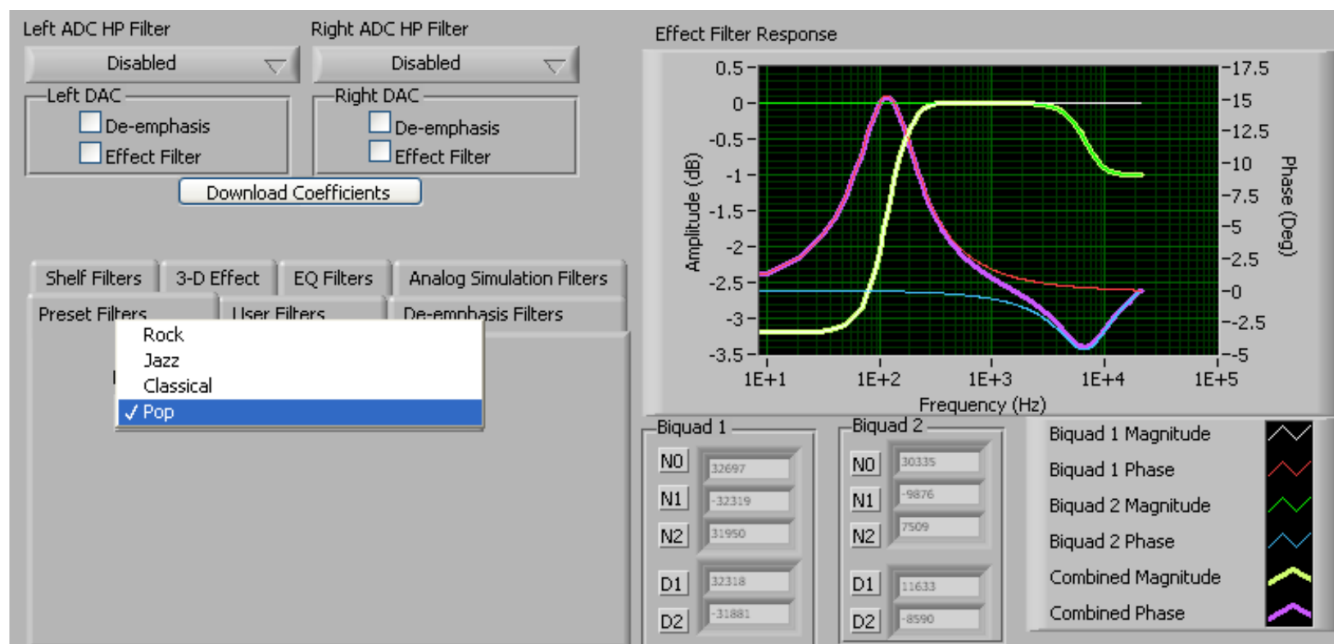 Left ADC HP Filter
Right ADC HP Filter
Disabled
Disabled
Left DAC
De-emphasis
Effect Filter
Right DAC
De-emphasis
Effect Filter
Download Coefficients
Shelf Filters
3-D Effect
EQ Filters
Analog Simulation Filters
Preset Filters
User Filters
De-emphasis Filters
Rock
Jazz
Classical
✓ Pop
Effect Filter Response
Amplitude (dB)
0.5
0
-0.5
-1
-1.5
-2
-2.5
-3
-3.5
17.5
15
12.5
10
7.5
5
2.5
0
-2.5
-5
Phase (Deg)
1E+1 1E+2 1E+3 1E+4 1E+5
Frequency (Hz)
Biquad 1
N0 32697
N1 -32319
N2 31950
D1 32318
D2 -31881
Biquad 2
N0 30335
N1 -9876
N2 7509
D1 11633
D2 -8590
Biquad 1 Magnitude
Biquad 1 Phase
Biquad 2 Magnitude
Biquad 2 Phase
Combined Magnitude
Combined Phase